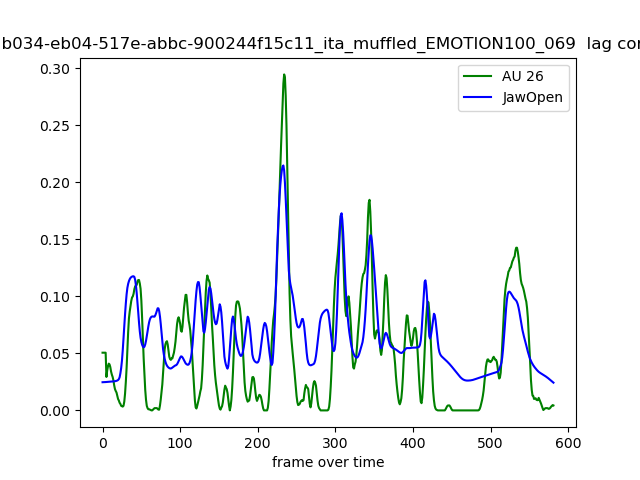 b034-eb04-517e-abbc-900244f15c11_ita_muffled_EMOTION100_069 lag
AU 26
JawOpen
0.30
0.25
0.20
0.15
0.10
0.05
0.00
0 100 200 300 400 500 600
frame over time